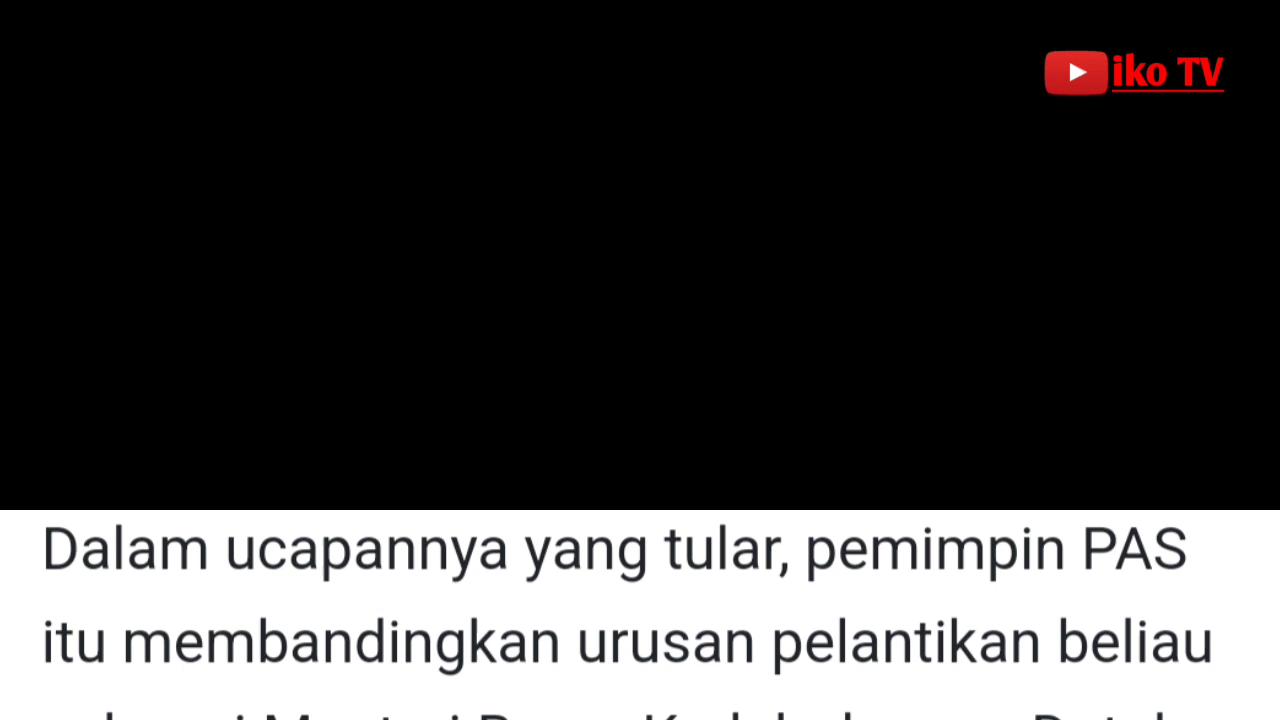 iko TV
Dalam ucapannya yang tular, pemimpin PAS
itu membandingkan urusan pelantikan beliau